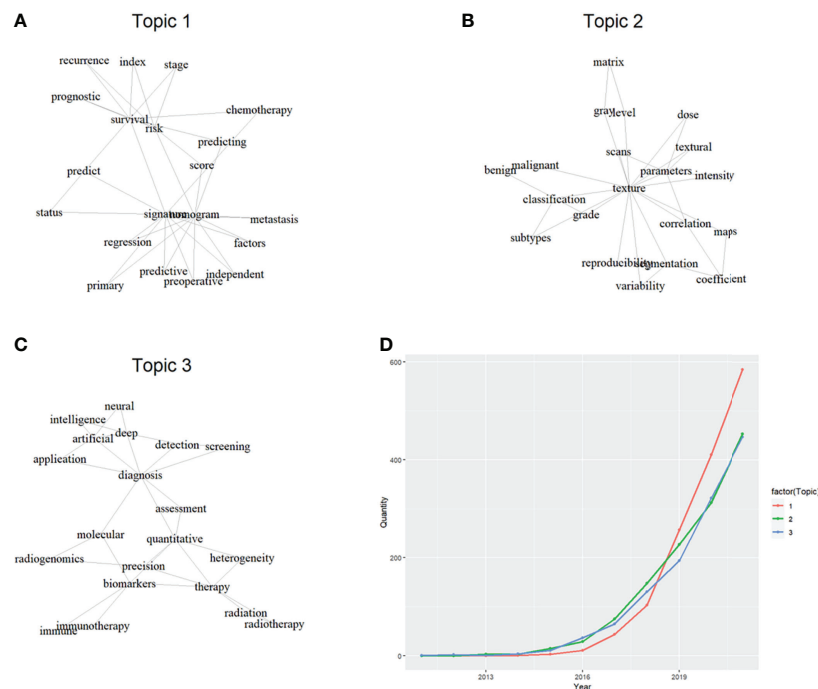 A
Topic 1
recurrence
index
stage
prognostic
survival
risk
chemotherapy
predicting
score
predict
status
signature
nomogram
metastasis
regression
factors
predictive
independent
preoperative
primary
B
Topic 2
matrix
gray
level
dose
scans
textural
malignant
benign
parameters
intensity
texture
classification
grade
correlation
maps
subtypes
reproducibility
segmentation
coefficient
variability
C
Topic 3
neural
intelligence
deep
artificial
detection
screening
application
diagnosis
assessment
molecular
quantitative
radiogenomics
heterogeneity
precision
biomarkers
therapy
radiation
immunotherapy
radiotherapy
immune
D
600
400
200
0
Quantity
2013
2016
2019
Year
factor(Topic)
1
2
3